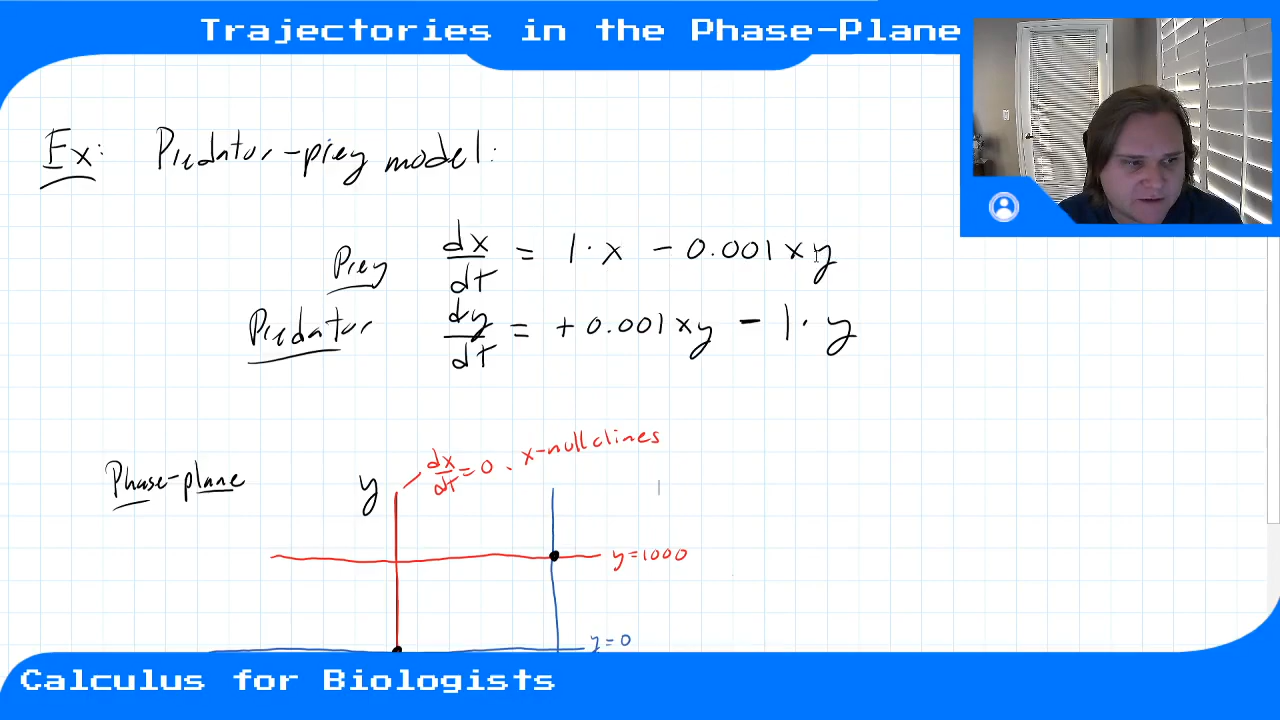 Trajectories in the Phase-Plane
Ex: Predator-prey model:
Prey dx/dt = 1·x - 0.001xy
Predator dy/dt = +0.001xy - 1·y
Phase-plane
y
dx/dt = 0. x-nullclines
y=1000
y=0
Calculus for Biologists